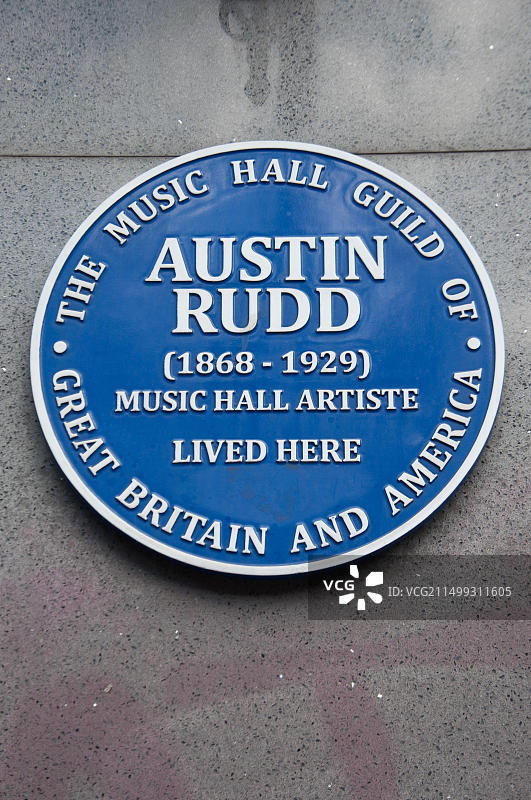 THE MUSIC HALL GUILD OF
AUSTIN
RUDD
(1868 - 1929)
MUSIC HALL ARTISTE
LIVED HERE
• GREAT BRITAIN AND AMERICA •
VCG
ID: VCG211499311605